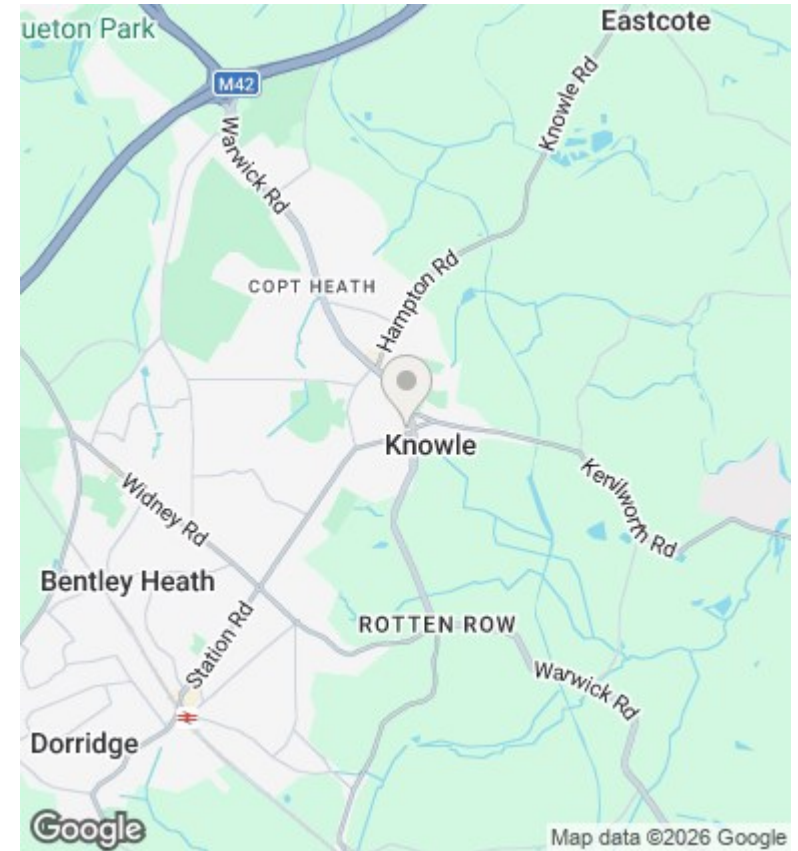 ueton Park
Eastcote
M42
Knowle Rd
Warwick Rd
Hampton Rd
COPT HEATH
Knowle
Kenilworth Rd
Widney Rd
Bentley Heath
ROTTEN ROW
Station Rd
Warwick Rd
Dorridge
Google
Map data ©2026 Google